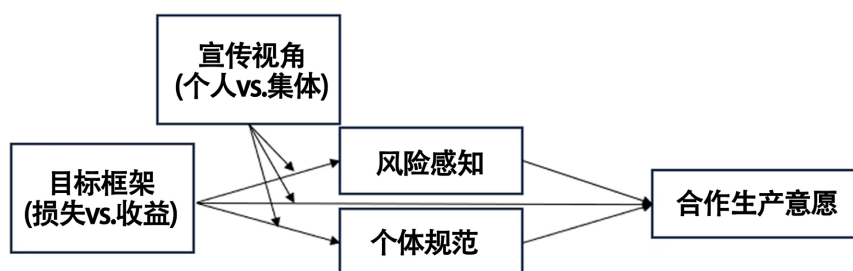 宣传视角
(个人vs.集体)
风险感知
目标框架
(损失vs.收益)
合作生产意愿
个体规范